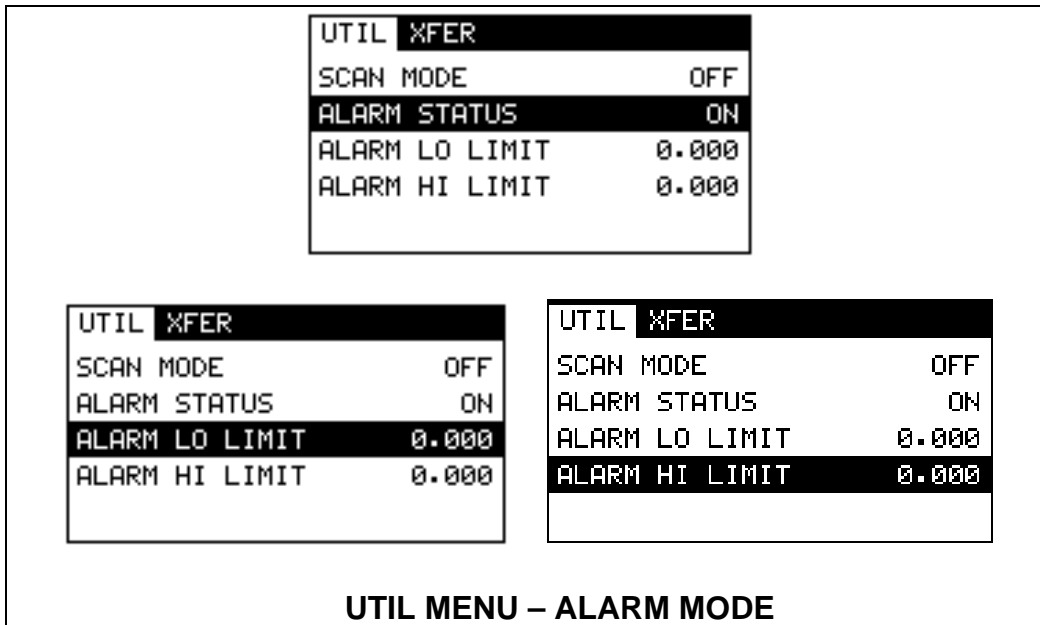 UTIL XFER
SCAN MODE OFF
ALARM STATUS ON
ALARM LO LIMIT 0.000
ALARM HI LIMIT 0.000
UTIL XFER
SCAN MODE OFF
ALARM STATUS ON
ALARM LO LIMIT 0.000
ALARM HI LIMIT 0.000
UTIL XFER
SCAN MODE OFF
ALARM STATUS ON
ALARM LO LIMIT 0.000
ALARM HI LIMIT 0.000
UTIL MENU – ALARM MODE